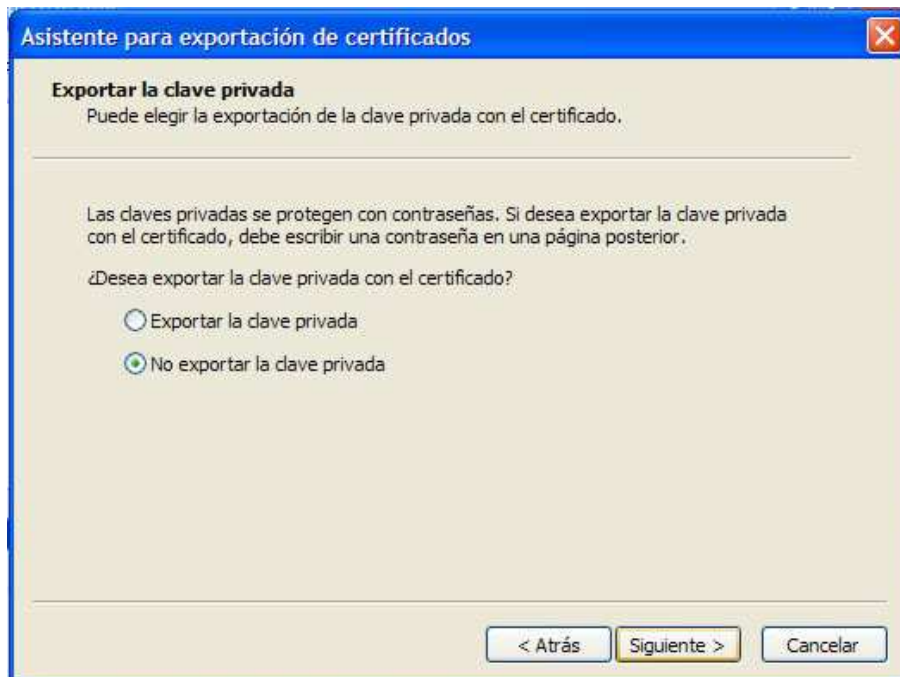 Asistente para exportación de certificados
Exportar la clave privada
Puede elegir la exportación de la clave privada con el certificado.
Las claves privadas se protegen con contraseñas. Si desea exportar la clave privada
con el certificado, debe escribir una contraseña en una página posterior.
¿Desea exportar la clave privada con el certificado?
Exportar la clave privada
No exportar la clave privada
< Atrás Siguiente > Cancelar